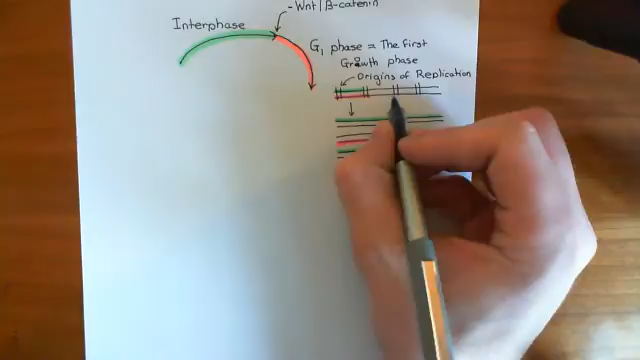 - Wnt/β-catenin
Interphase
G₁ phase = The first
Growth phase
Origins of Replication